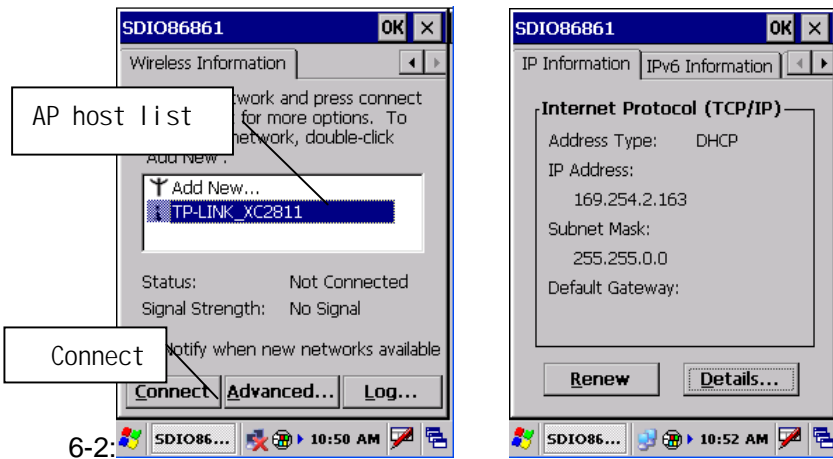 SDIO86861 OK ×
Wireless Information
AP host list
twork and press connect
for more options. To
network, double-click
Add New .
Add New...
TP-LINK_XC2811
Status: Not Connected
Signal Strength: No Signal
Notify when new networks available
Connect
Connect Advanced... Log...
SDIO86... 10:50 AM
6-2:
SDIO86861 OK ×
IP Information IPv6 Information
Internet Protocol (TCP/IP)
Address Type: DHCP
IP Address:
169.254.2.163
Subnet Mask:
255.255.0.0
Default Gateway:
Renew Details...
SDIO86... 10:52 AM